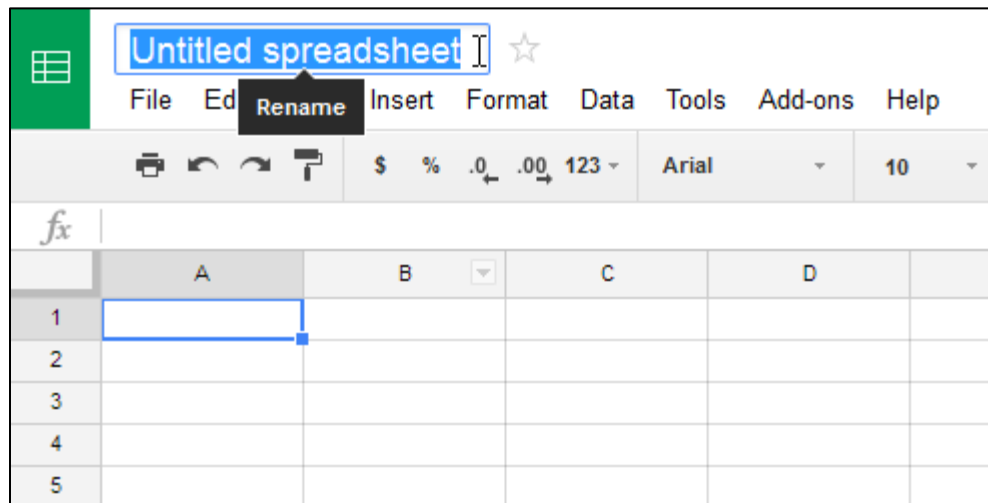 Untitled spreadsheet
File Ed Rename Insert Format Data Tools Add-ons Help
$ % .0 .00 123 Arial 10
fx
A B C D
1
2
3
4
5